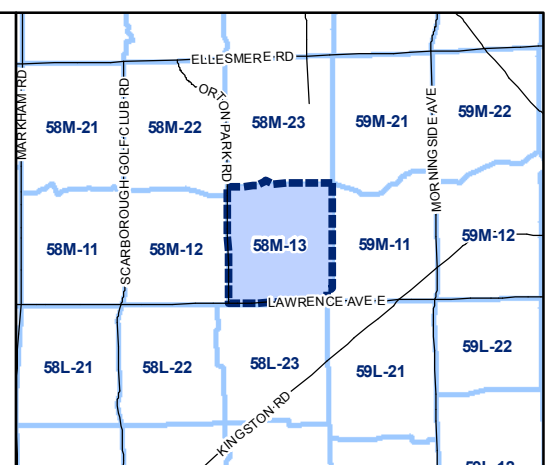 ELLESMERE RD
MARKHAM RD
SCARBOROUGH GOLF CLUB RD
ORTON PARK RD
MORNINGSIDE AVE
58M-21
58M-22
58M-23
59M-21
59M-22
58M-11
58M-12
58M-13
59M-11
59M-12
LAWRENCE AVE E
58L-21
58L-22
58L-23
59L-21
59L-22
KINGSTON RD